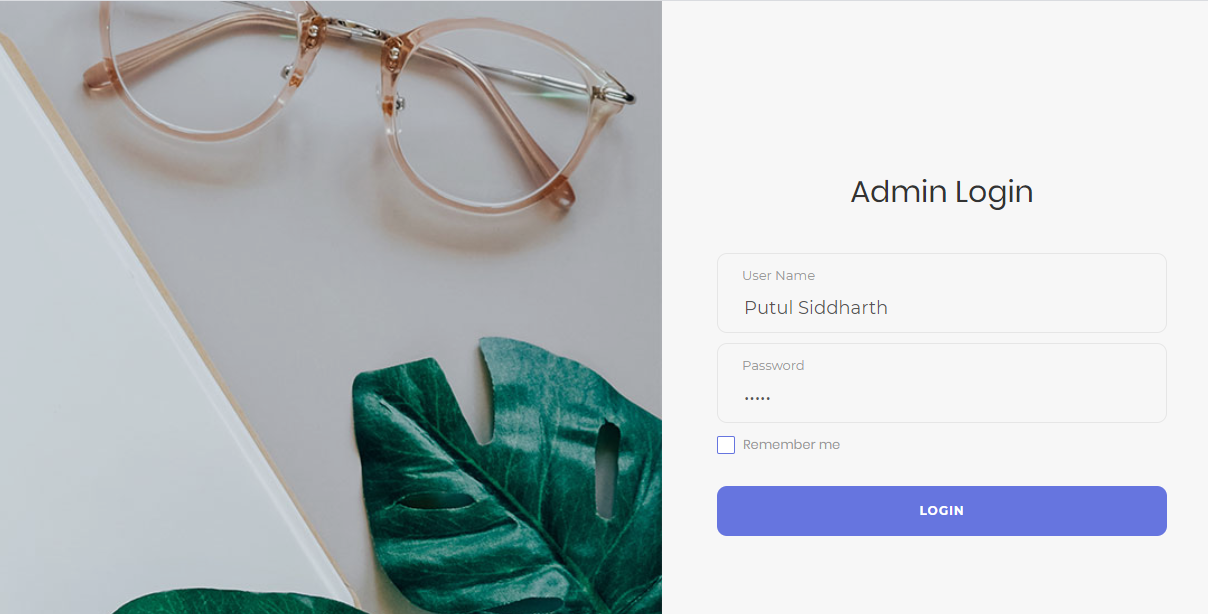 Admin Login
User Name
Putul Siddharth
Password
•••••
Remember me
LOGIN